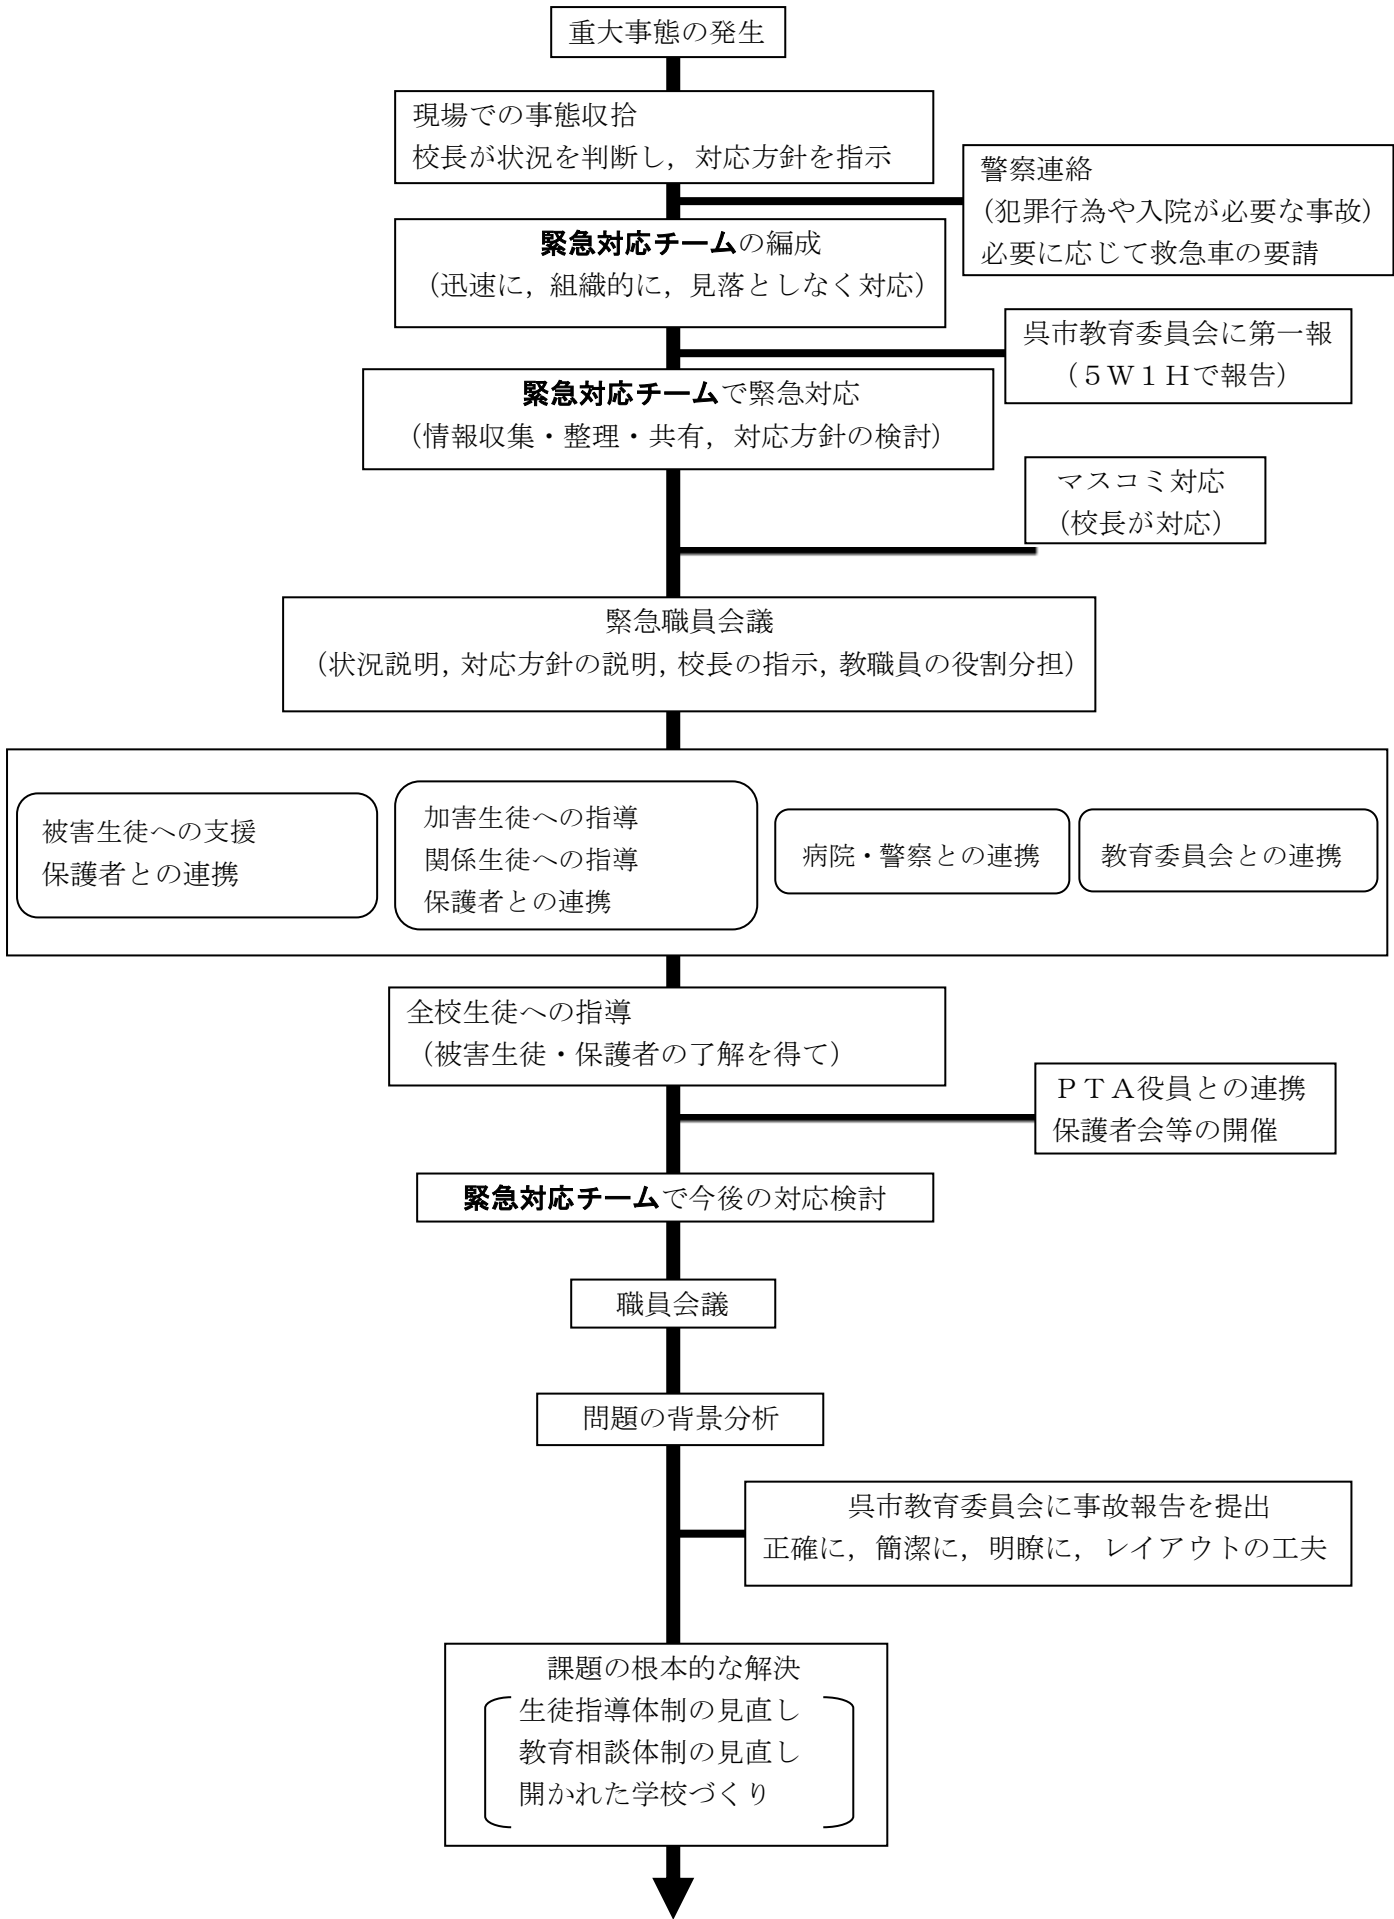 重大事態の発生
現場での事態収拾
校長が状況を判断し，対応方針を指示
警察連絡
（犯罪行為や入院が必要な事故）
必要に応じて救急車の要請
緊急対応チームの編成
（迅速に，組織的に，見落としなく対応）
呉市教育委員会に第一報
（５Ｗ１Ｈで報告）
緊急対応チームで緊急対応
（情報収集・整理・共有，対応方針の検討）
マスコミ対応
（校長が対応）
緊急職員会議
（状況説明，対応方針の説明，校長の指示，教職員の役割分担）
被害生徒への支援
保護者との連携
加害生徒への指導
関係生徒への指導
保護者との連携
病院・警察との連携
教育委員会との連携
全校生徒への指導
（被害生徒・保護者の了解を得て）
ＰＴＡ役員との連携
保護者会等の開催
緊急対応チームで今後の対応検討
職員会議
問題の背景分析
呉市教育委員会に事故報告を提出
正確に，簡潔に，明瞭に，レイアウトの工夫
課題の根本的な解決
生徒指導体制の見直し
教育相談体制の見直し
開かれた学校づくり